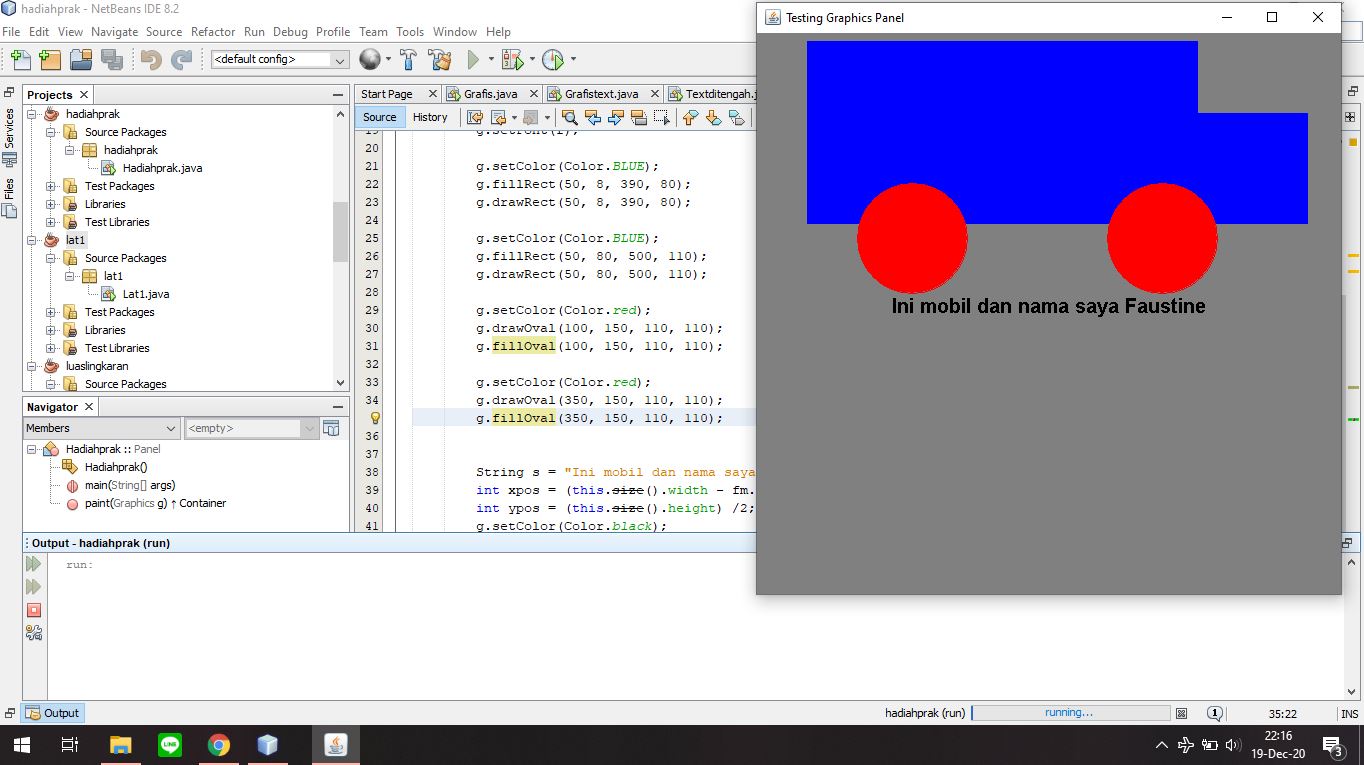 hadiahprak - NetBeans IDE 8.2
File Edit View Navigate Source Refactor Run Debug Profile Team Tools Window Help
<default config>
Testing Graphics Panel
Ini mobil dan nama saya Faustine
Services
Files
Projects
hadiahprak
Source Packages
hadiahprak
Hadiahprak.java
Test Packages
Libraries
Test Libraries
lat1
Source Packages
lat1
Lat1.java
Test Packages
Libraries
Test Libraries
luaslingkaran
Source Packages
Navigator
Members
<empty>
Hadiahprak :: Panel
Hadiahprak()
main(String[] args)
paint(Graphics g) ↑ Container
Start Page Grafis.java Grafistext.java Textditengah.j
Source History
19 g.setFont(f);
20
21 g.setColor(Color.BLUE);
22 g.fillRect(50, 8, 390, 80);
23 g.drawRect(50, 8, 390, 80);
24
25 g.setColor(Color.BLUE);
26 g.fillRect(50, 80, 500, 110);
27 g.drawRect(50, 80, 500, 110);
28
29 g.setColor(Color.red);
30 g.drawOval(100, 150, 110, 110);
31 g.fillOval(100, 150, 110, 110);
32
33 g.setColor(Color.red);
34 g.drawOval(350, 150, 110, 110);
g.fillOval(350, 150, 110, 110);
36
37
38 String s = "Ini mobil dan nama saya
39 int xpos = (this.size().width - fm.
40 int ypos = (this.size().height) /2;
41 g.setColor(Color.black);
Output - hadiahprak (run)
run:
Output
hadiahprak (run) running... 1 35:22 INS
22:16
19-Dec-20
3
LINE